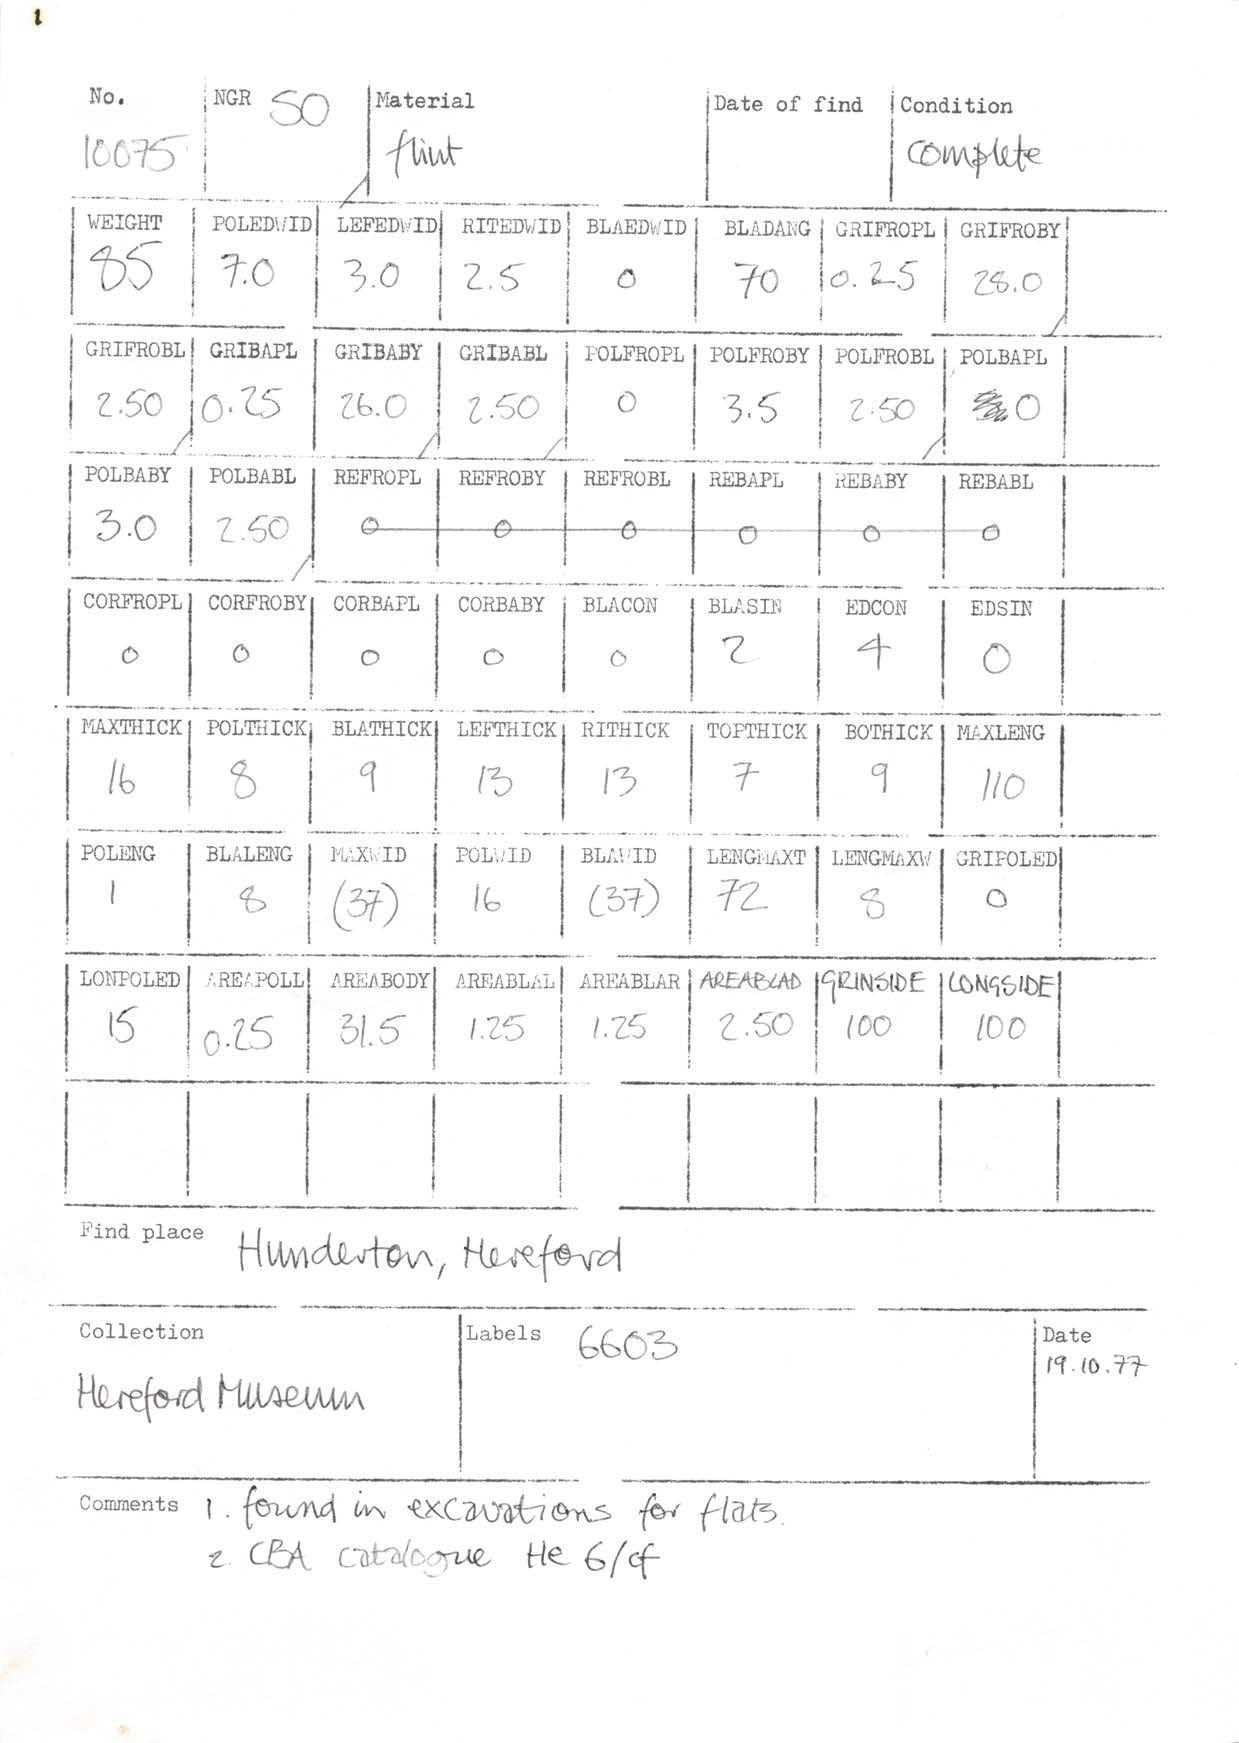 1
No. NGR SO Material Date of find Condition
10075 flint complete
WEIGHT POLEDWID LEFEDWID RITEDWID BLAEDWID BLADANG GRIFROPL GRIFROBY
85 7.0 3.0 2.5 0 70 0.25 28.0
GRIFROBL GRIBAPL GRIBABY GRIBABL POLFROPL POLFROBY POLFROBL POLBAPL
2.50 0.25 26.0 2.50 0 3.5 2.50 0
POLBABY POLBABL REFROPL REFROBY REFROBL REBAPL REBABY REBABL
3.0 2.50 0 0 0 0 0 0
CORFROPL CORFROBY CORBAPL CORBABY BLACON BLASIN EDCON EDSIN
0 0 0 0 0 2 4 0
MAXTHICK POLTHICK BLATHICK LEFTHICK RITHICK TOPTHICK BOTHICK MAXLENG
16 8 9 13 13 7 9 110
POLENG BLALENG MAXWID POLWID BLAWID LENGMAXT LENGMAXW GRIPOLED
1 8 (37) 16 (37) 72 8 0
LONPOLED AREAPOLL AREABODY AREABLAL AREABLAR AREABLAD GRINSIDE LONGSIDE
15 0.25 31.5 1.25 1.25 2.50 100 100
Find place Hunderton, Hereford
Collection Labels 6603 Date
Hereford Museum 19.10.77
Comments 1. found in excavations for flats.
2. CBA catalogue He 6/cf